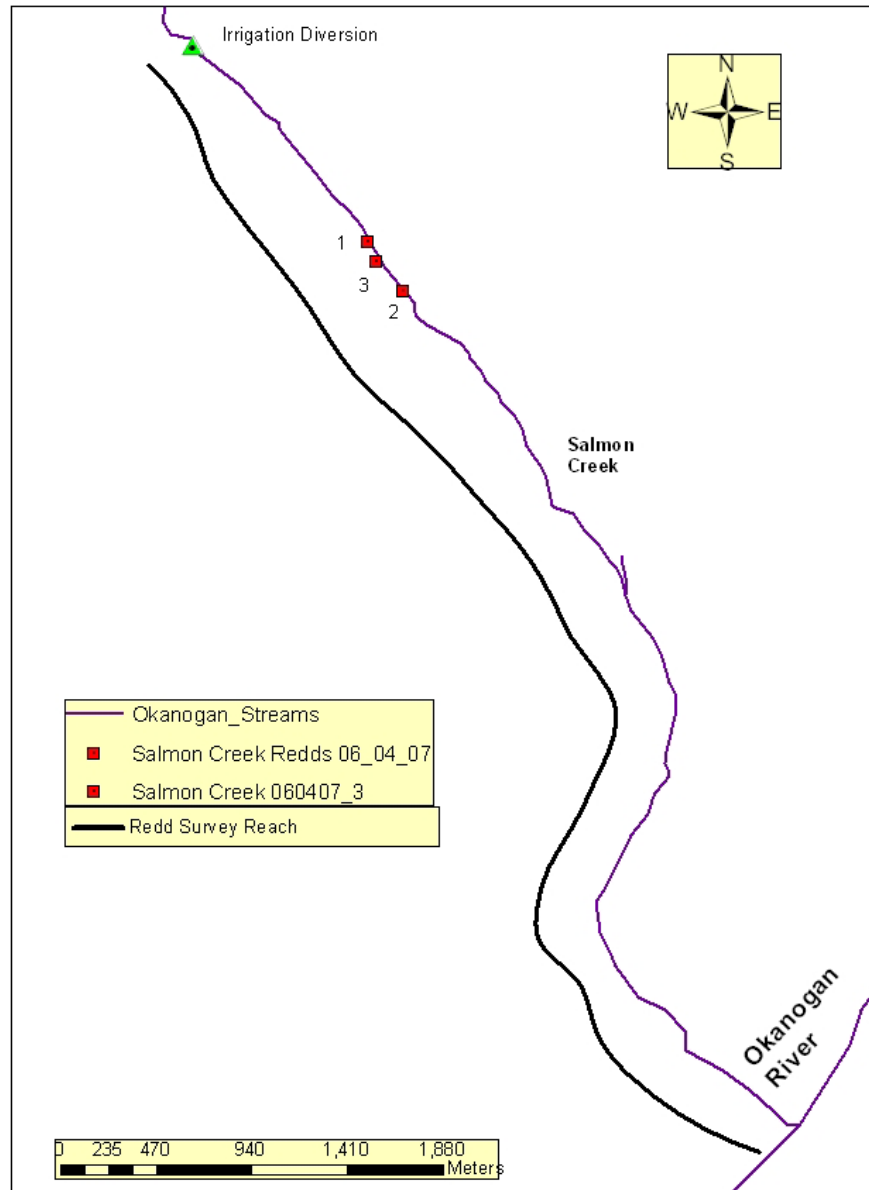 Irrigation Diversion
N
W E
S
1
3
2
Salmon
Creek
Okanogan_Streams
Salmon Creek Redds 06_04_07
Salmon Creek 060407_3
Redd Survey Reach
Okanogan
River
0 235 470 940 1,410 1,880
Meters